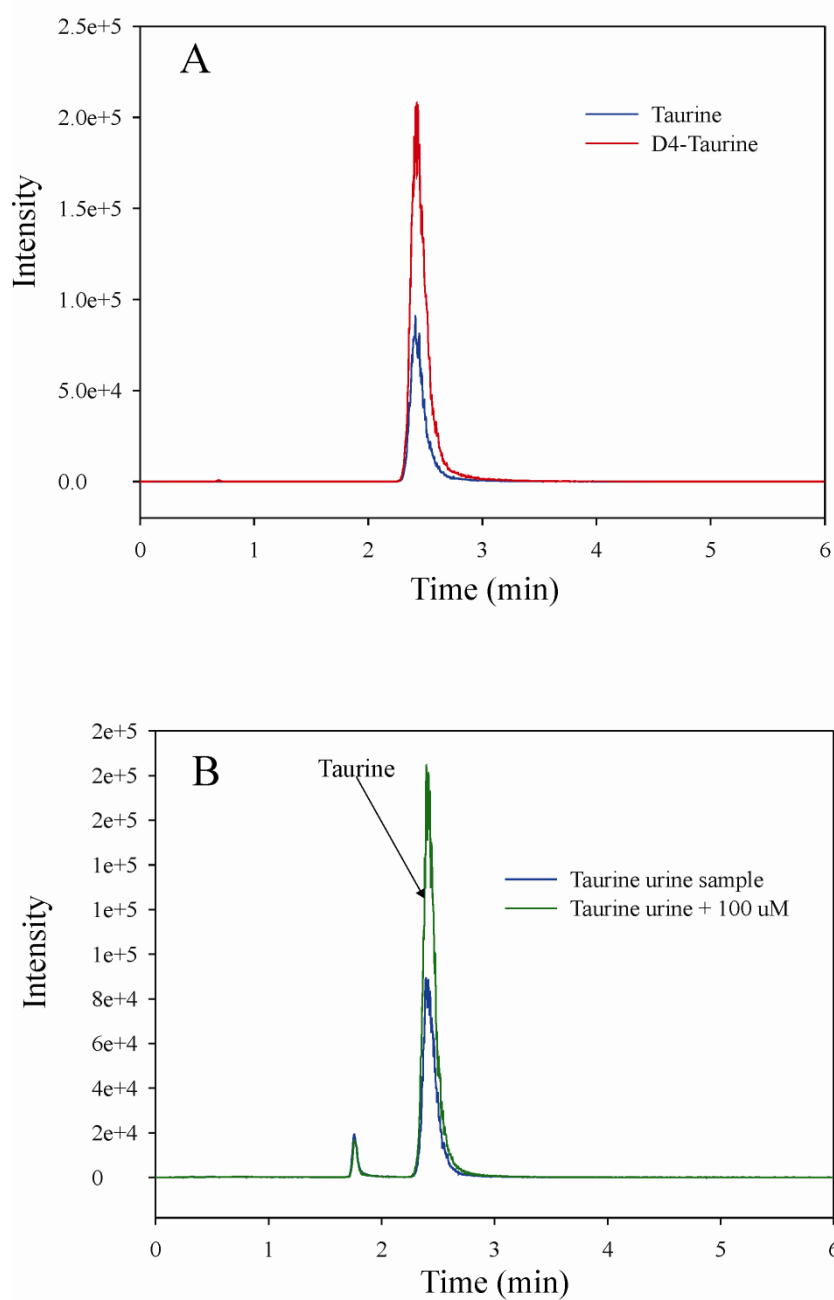 2.5e+5
A
2.0e+5
Taurine
D4-Taurine
1.5e+5
Intensity
1.0e+5
5.0e+4
0.0
0 1 2 3 4 5 6
Time (min)
2e+5
B
Taurine
2e+5
2e+5
1e+5
Taurine urine sample
1e+5
Taurine urine + 100 uM
1e+5
Intensity
8e+4
6e+4
4e+4
2e+4
0
0 1 2 3 4 5 6
Time (min)